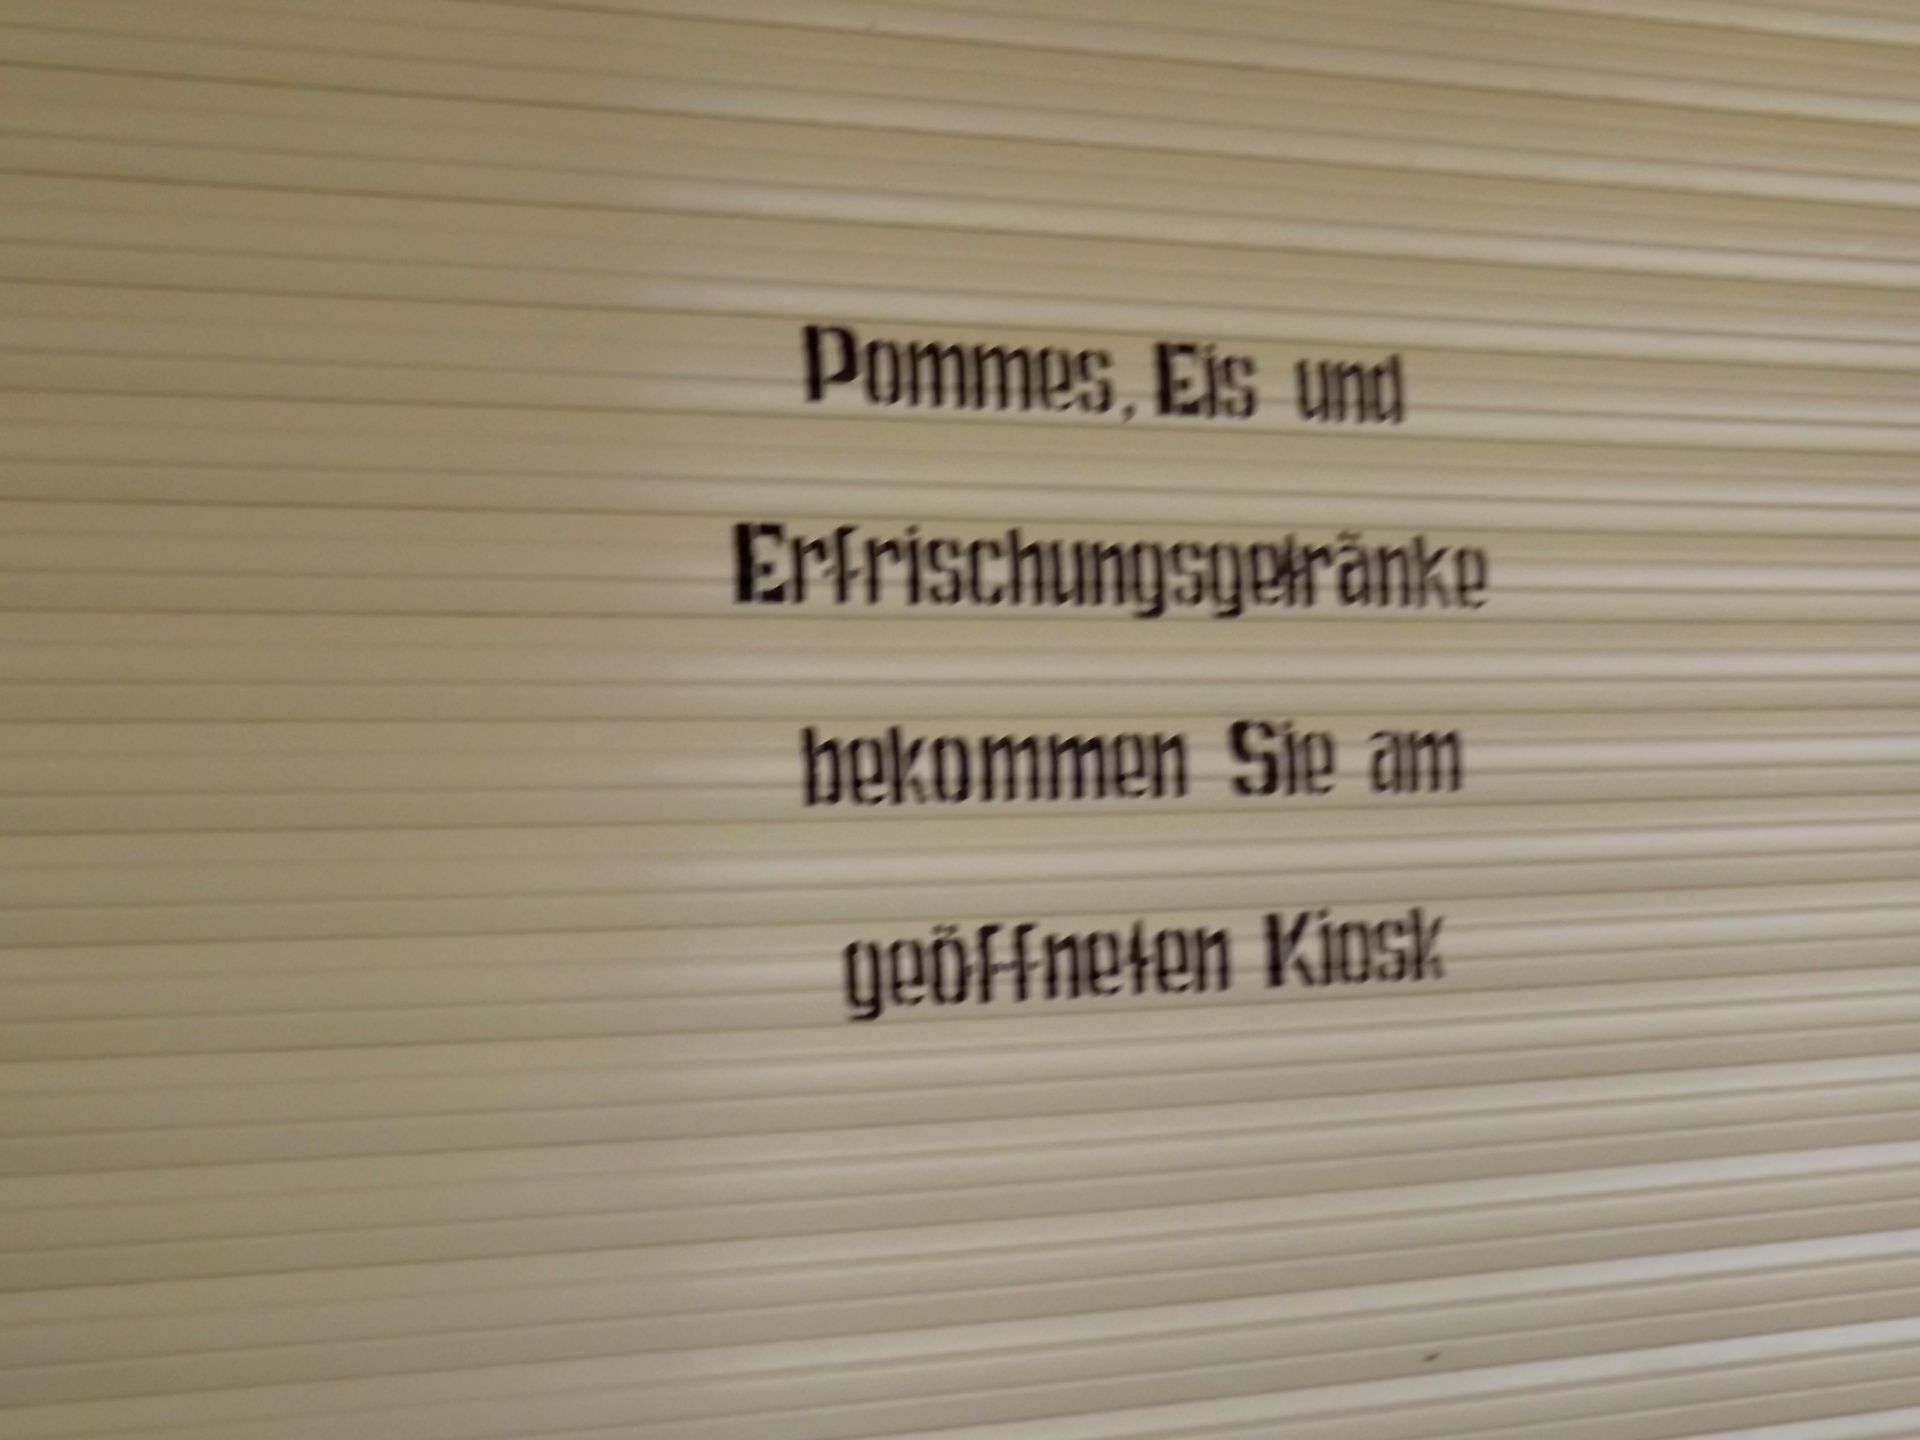 Pommes, Eis und
Erfrischungsgetränke
bekommen Sie am
geöffneten Kiosk